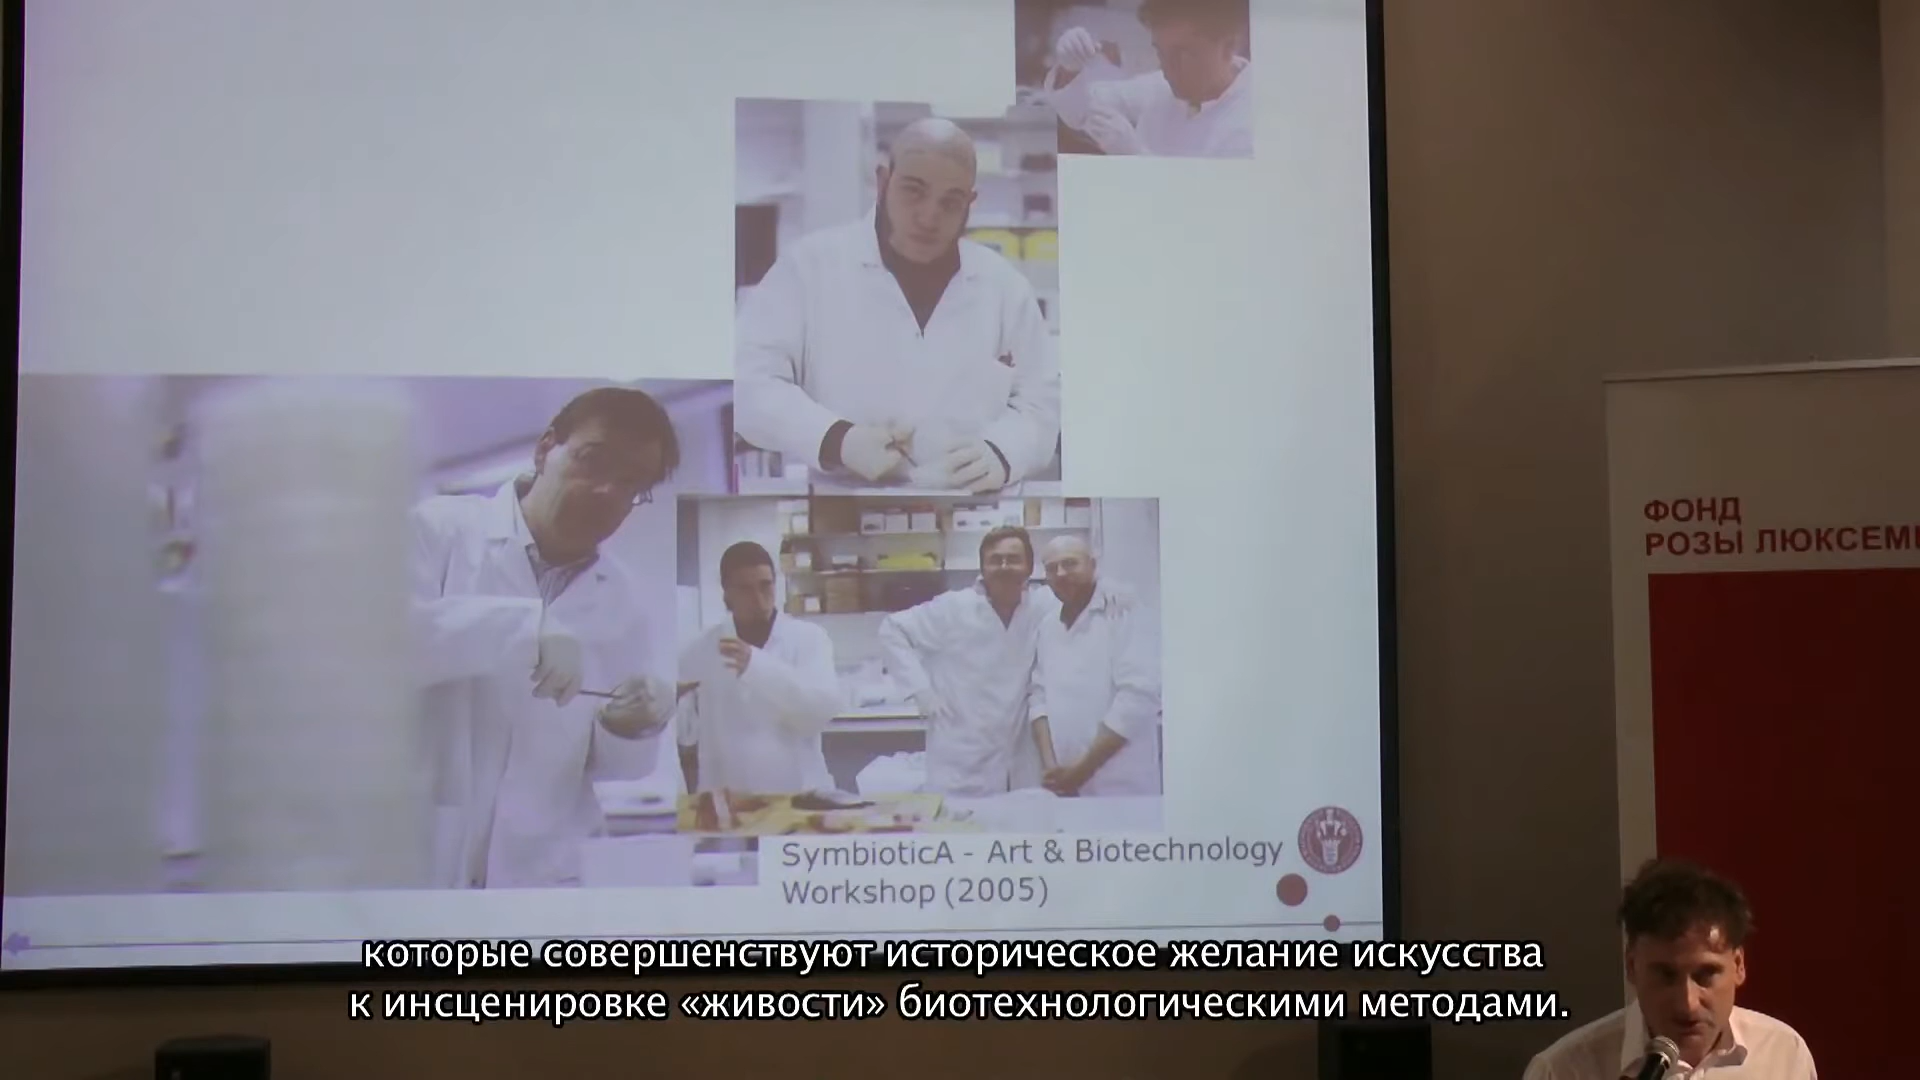 SymbioticA - Art & Biotechnology
Workshop (2005)
ФОНД
РОЗЫ ЛЮКСЕМ
которые совершенствуют историческое желание искусства
к инсценировке «живости» биотехнологическими методами.